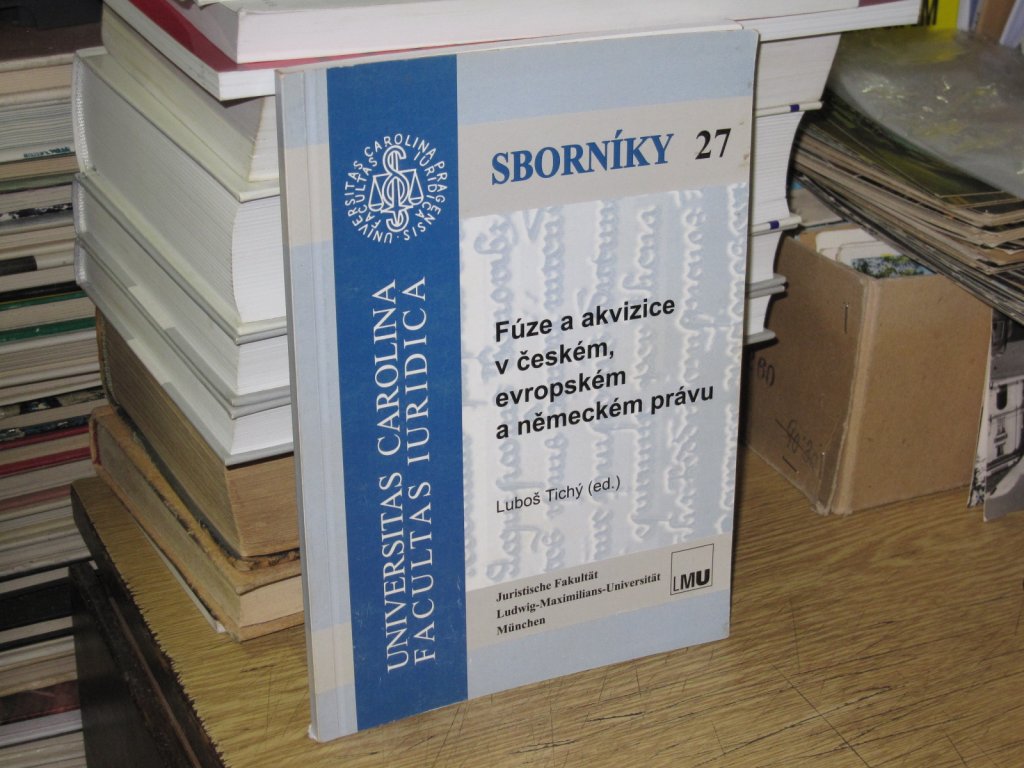 SBORNÍKY 27
UNIVERSITAS CAROLINA PRAGENSIS
FACULTAS IURIDICA
UNIVERSITAS CAROLINA
FACULTAS IURIDICA
Fúze a akvizice
v českém,
evropském
a německém právu
Luboš Tichý (ed.)
Juristische Fakultät
Ludwig-Maximilians-Universität
München
LMU